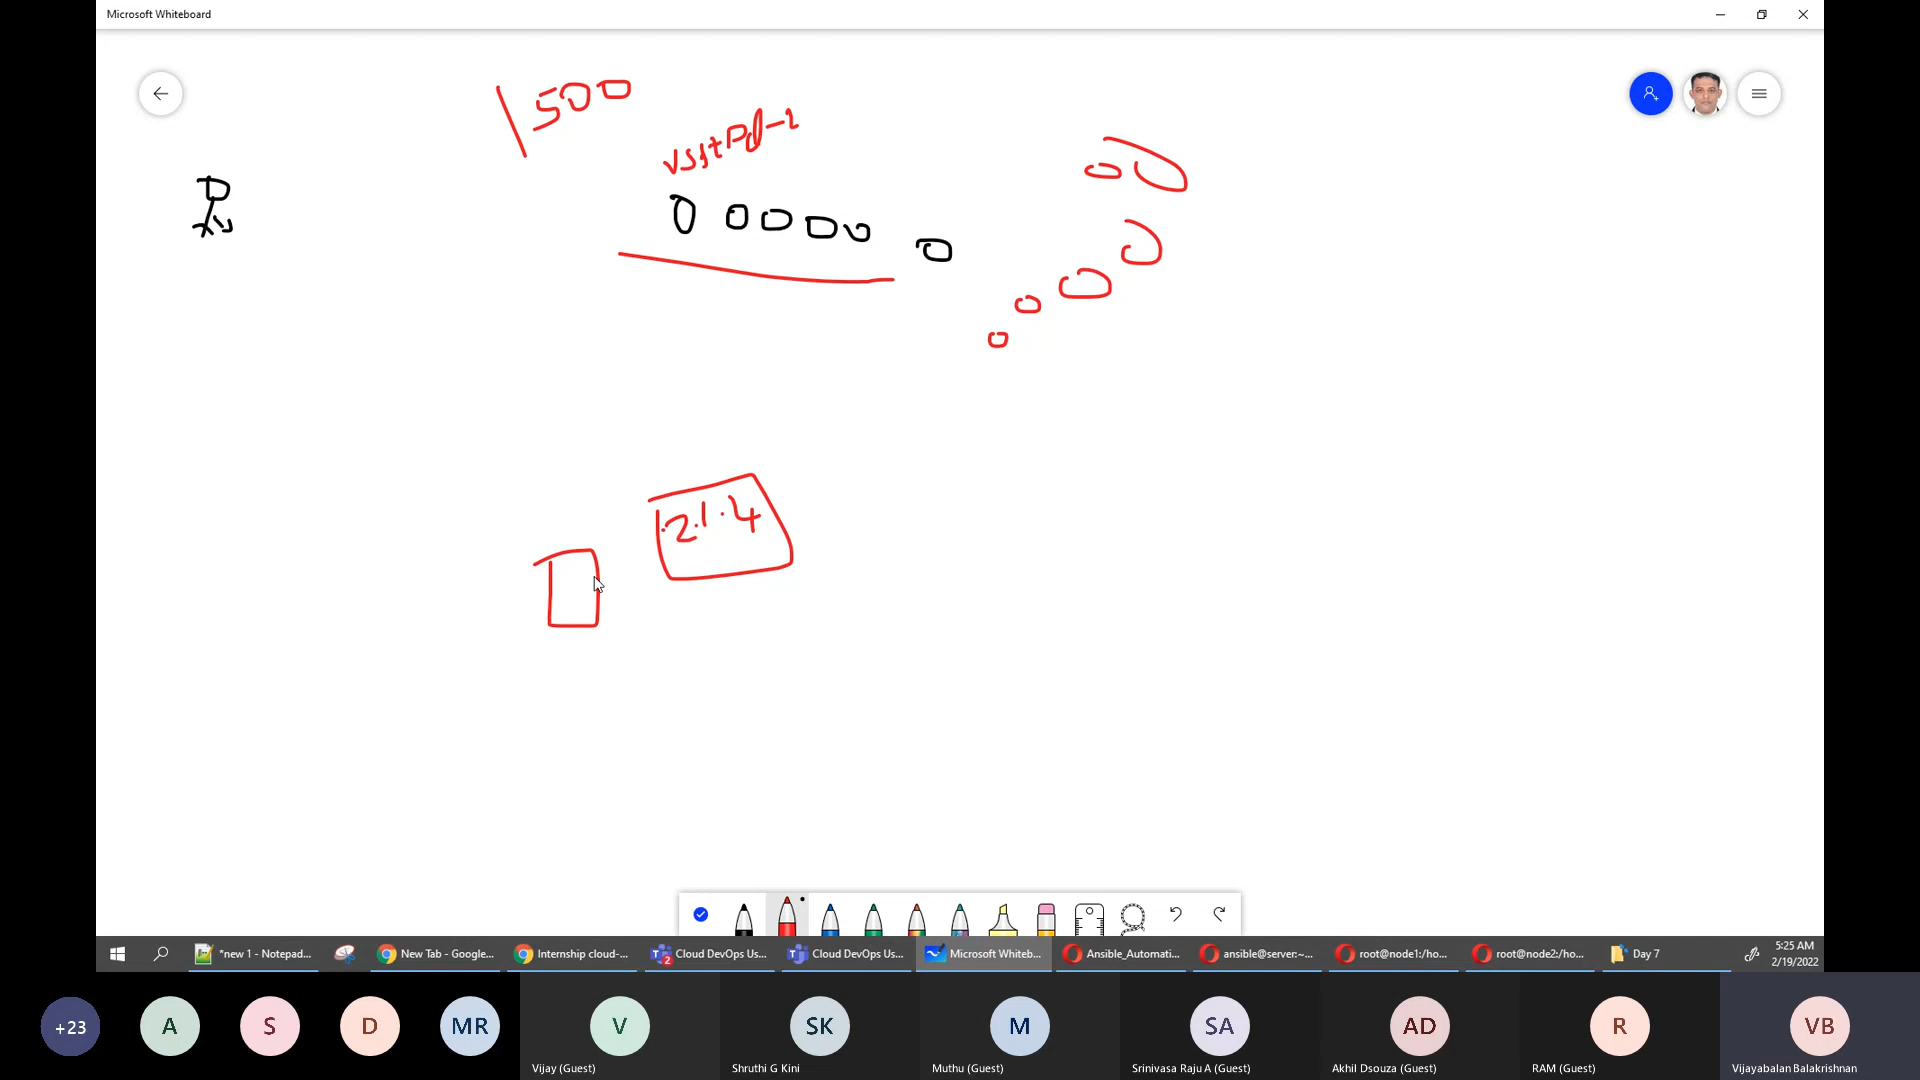 Microsoft Whiteboard
1500
vsftpd-2
.2.1.4
*new 1 - Notepad...
New Tab - Google...
Internship cloud-...
2
Cloud DevOps Us...
Cloud DevOps Us...
Microsoft Whiteb...
Ansible_Automati...
ansible@server:~...
root@node1:/ho...
root@node2:/ho...
Day 7
5:25 AM
2/19/2022
+23
A
S
D
MR
V
SK
M
SA
AD
R
VB
Vijay (Guest)
Shruthi G Kini
Muthu (Guest)
Srinivasa Raju A (Guest)
Akhil Dsouza (Guest)
RAM (Guest)
Vijayabalan Balakrishnan